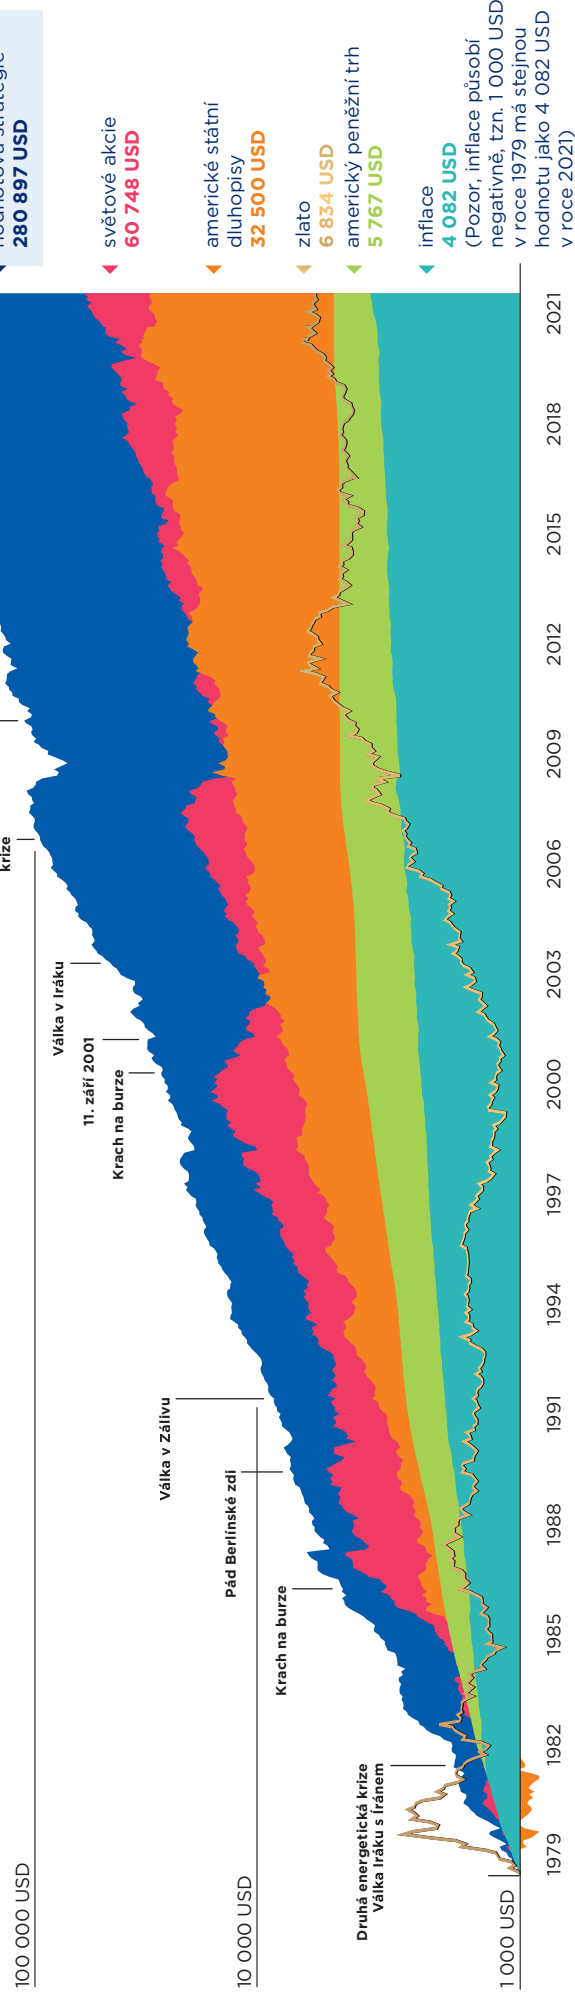 280 897 USD
světové akcie
60 748 USD
americké státní
dluhopisy
32 500 USD
zlato
6 834 USD
americký peněžní trh
5 767 USD
inflace
4 082 USD
(Pozor, inflace působí
negativně, tzn. 1 000 USD
v roce 1979 má stejnou
hodnotu jako 4 082 USD
v roce 2021)
krize
Válka v Iráku
11. září 2001
Krach na burze
Válka v Zálivu
Pád Berlínské zdi
Krach na burze
Druhá energetická krize
Válka Iráku s Íránem
100 000 USD
10 000 USD
1 000 USD
1979
1982
1985
1988
1991
1994
1997
2000
2003
2006
2009
2012
2015
2018
2021